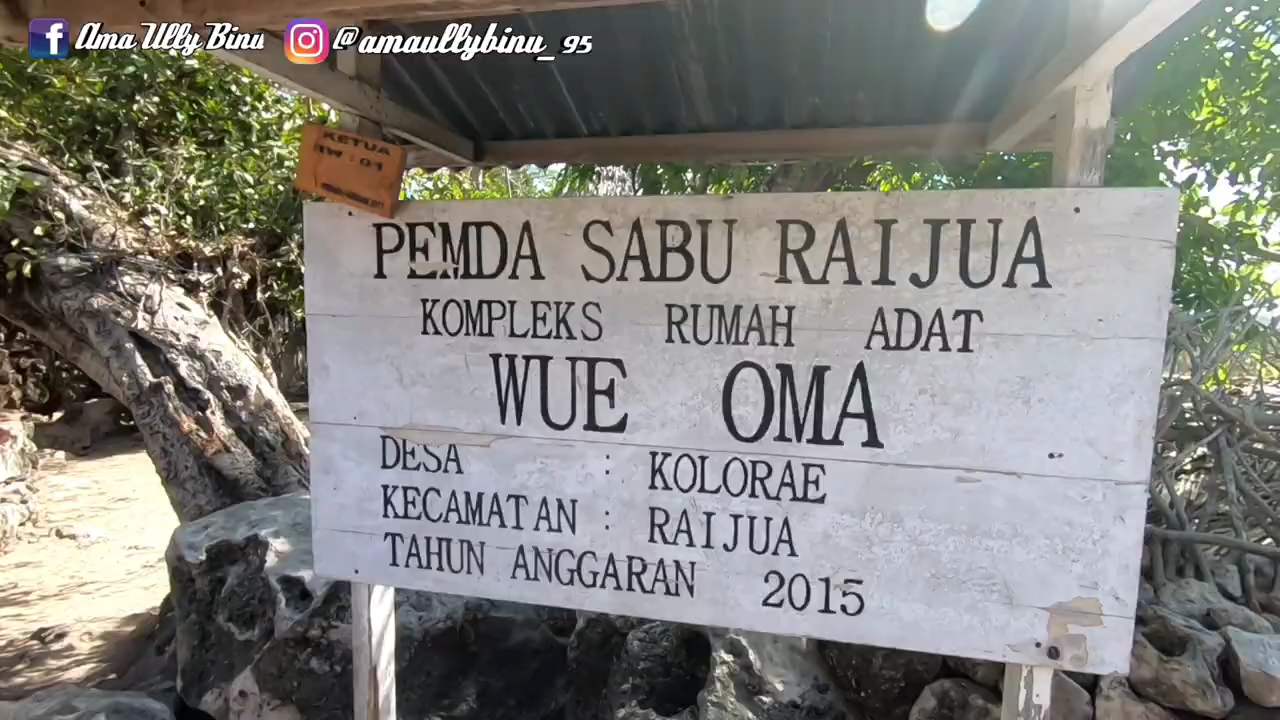 Ama Ully Binu @amaullybinu_95
KETUA
RW : 01
PEMDA SABU RAIJUA
KOMPLEKS RUMAH ADAT
WUE OMA
DESA : KOLORAE
KECAMATAN : RAIJUA
TAHUN ANGGARAN 2015